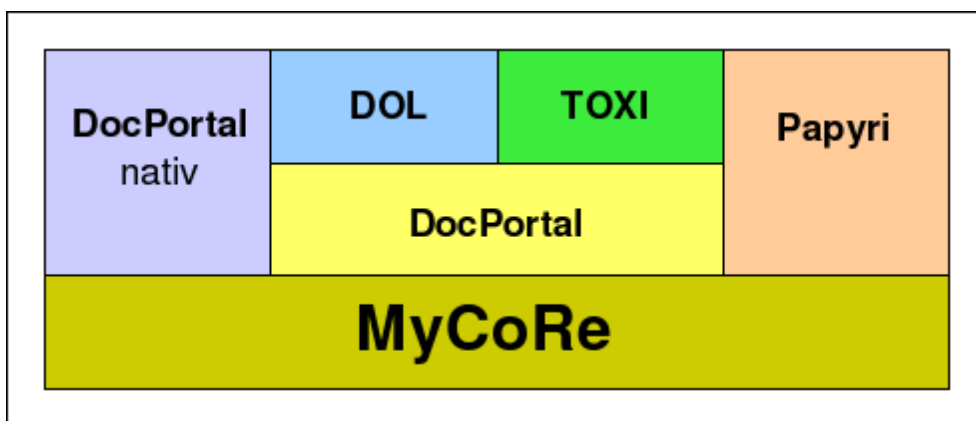 DocPortal
nativ
DOL
TOXI
Papyri
DocPortal
MyCoRe